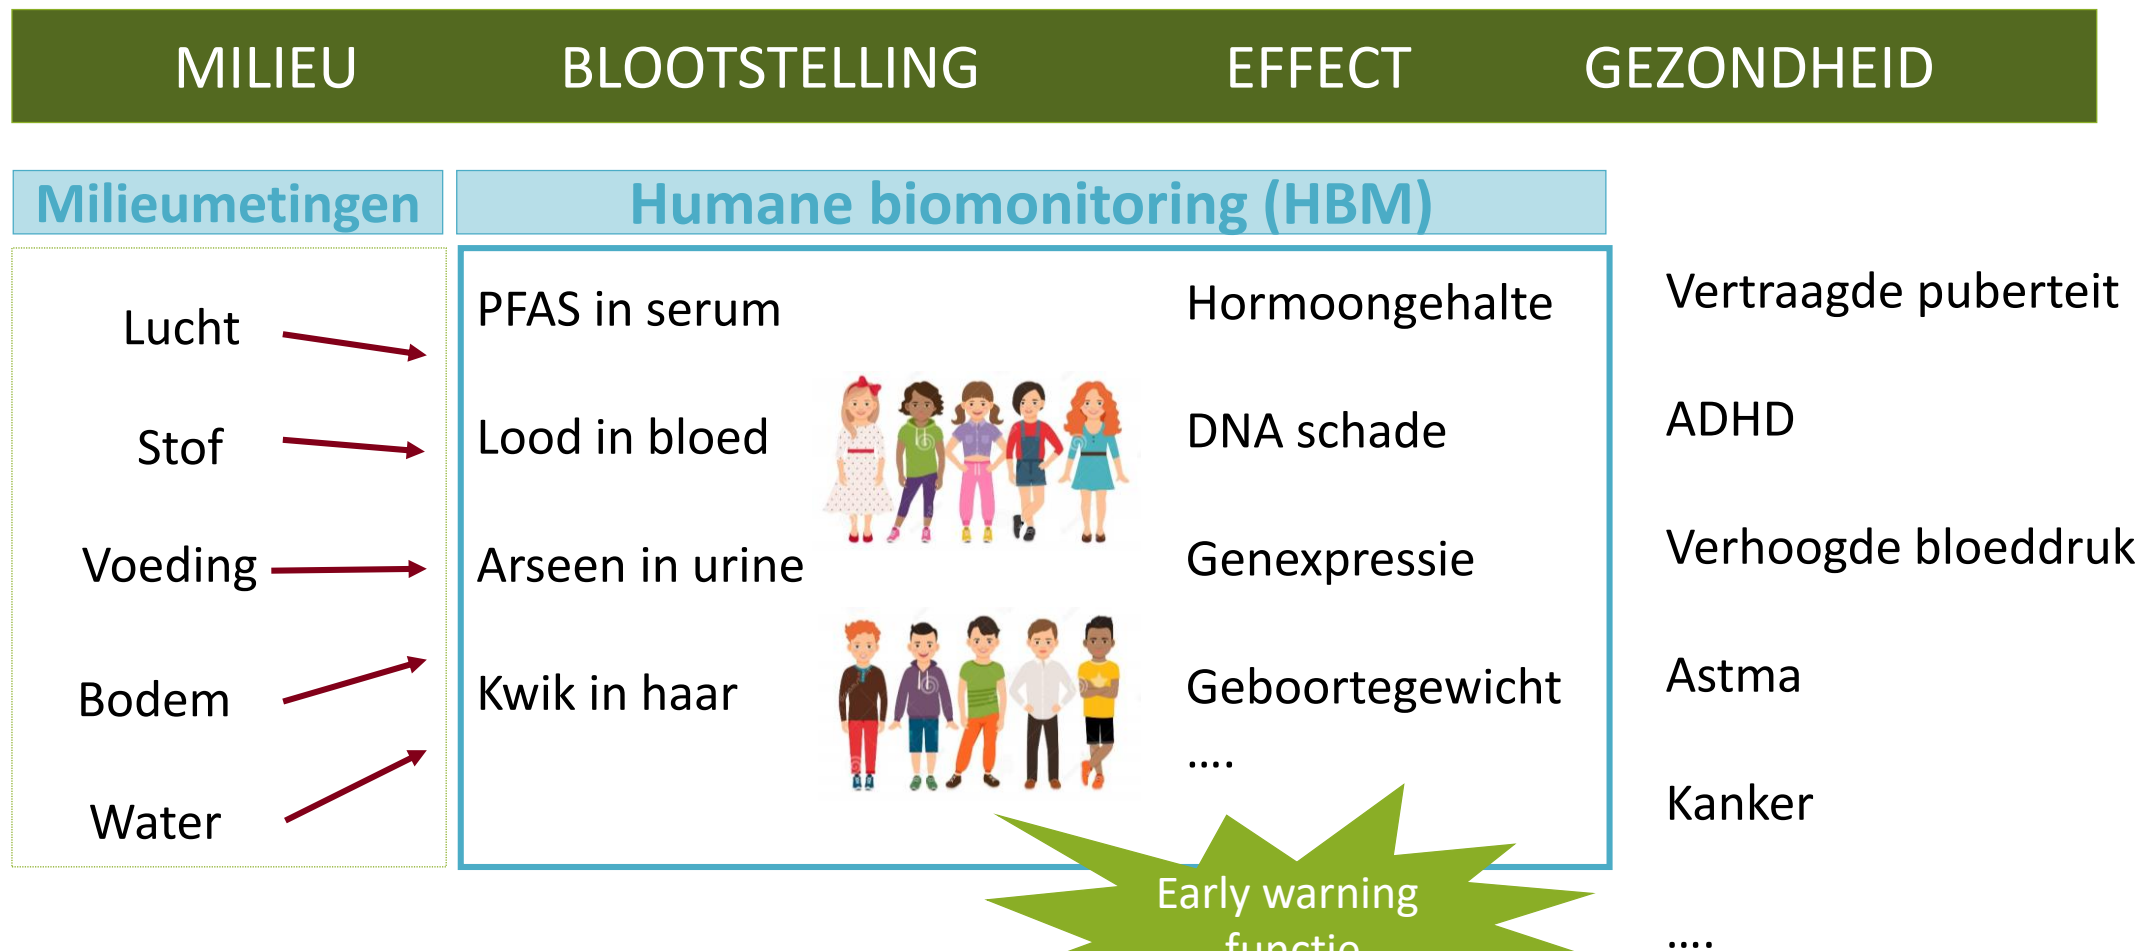 MILIEU BLOOTSTELLING EFFECT GEZONDHEID
Milieumetingen
Humane biomonitoring (HBM)
Lucht
Stof
Voeding
Bodem
Water
PFAS in serum
Lood in bloed
Arseen in urine
Kwik in haar
Hormoongehalte
DNA schade
Genexpressie
Geboortegewicht
....
Early warning
functie
Vertraagde puberteit
ADHD
Verhoogde bloeddruk
Astma
Kanker
....